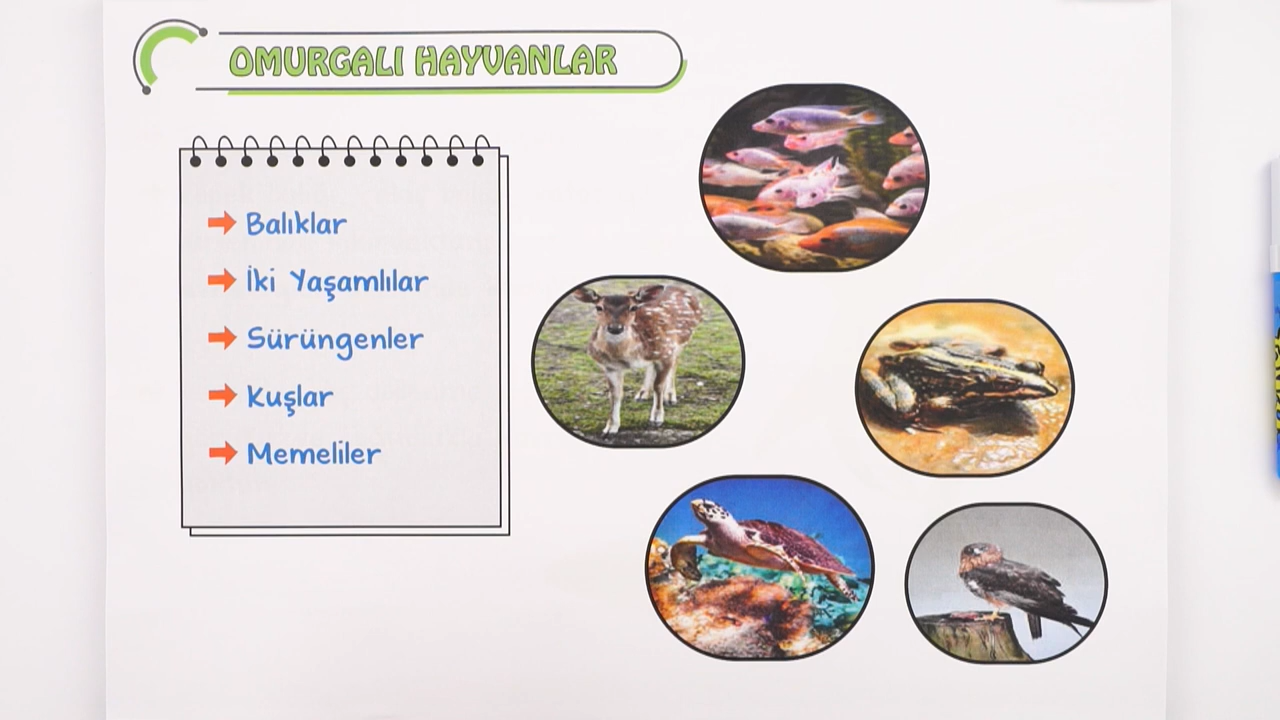 OMURGALI HAYVANLAR
Balıklar
İki Yaşamlılar
Sürüngenler
Kuşlar
Memeliler